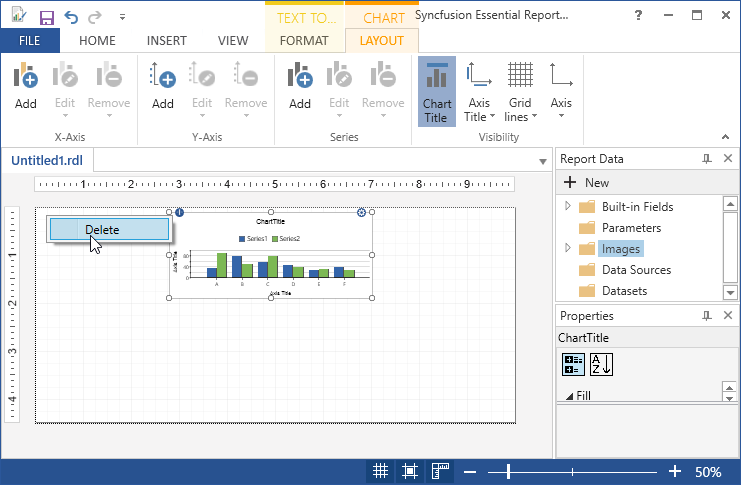 TEXT TO...
CHART
Syncfusion Essential Report...
?
FILE
HOME
INSERT
VIEW
FORMAT
LAYOUT
Add
Edit
Remove
X-Axis
Add
Edit
Remove
Y-Axis
Add
Edit
Remove
Series
Chart
Title
Axis
Title
Grid
lines
Axis
Visibility
Untitled1.rdl
1 2 3 4 5 6 7 8 9
1
2
3
4
Delete
ChartTitle
Series1 Series2
Axis Title
80
40
0
A B C D E F
Axis Title
Report Data
New
Built-in Fields
Parameters
Images
Data Sources
Datasets
Properties
ChartTitle
A
Z
Fill
50%